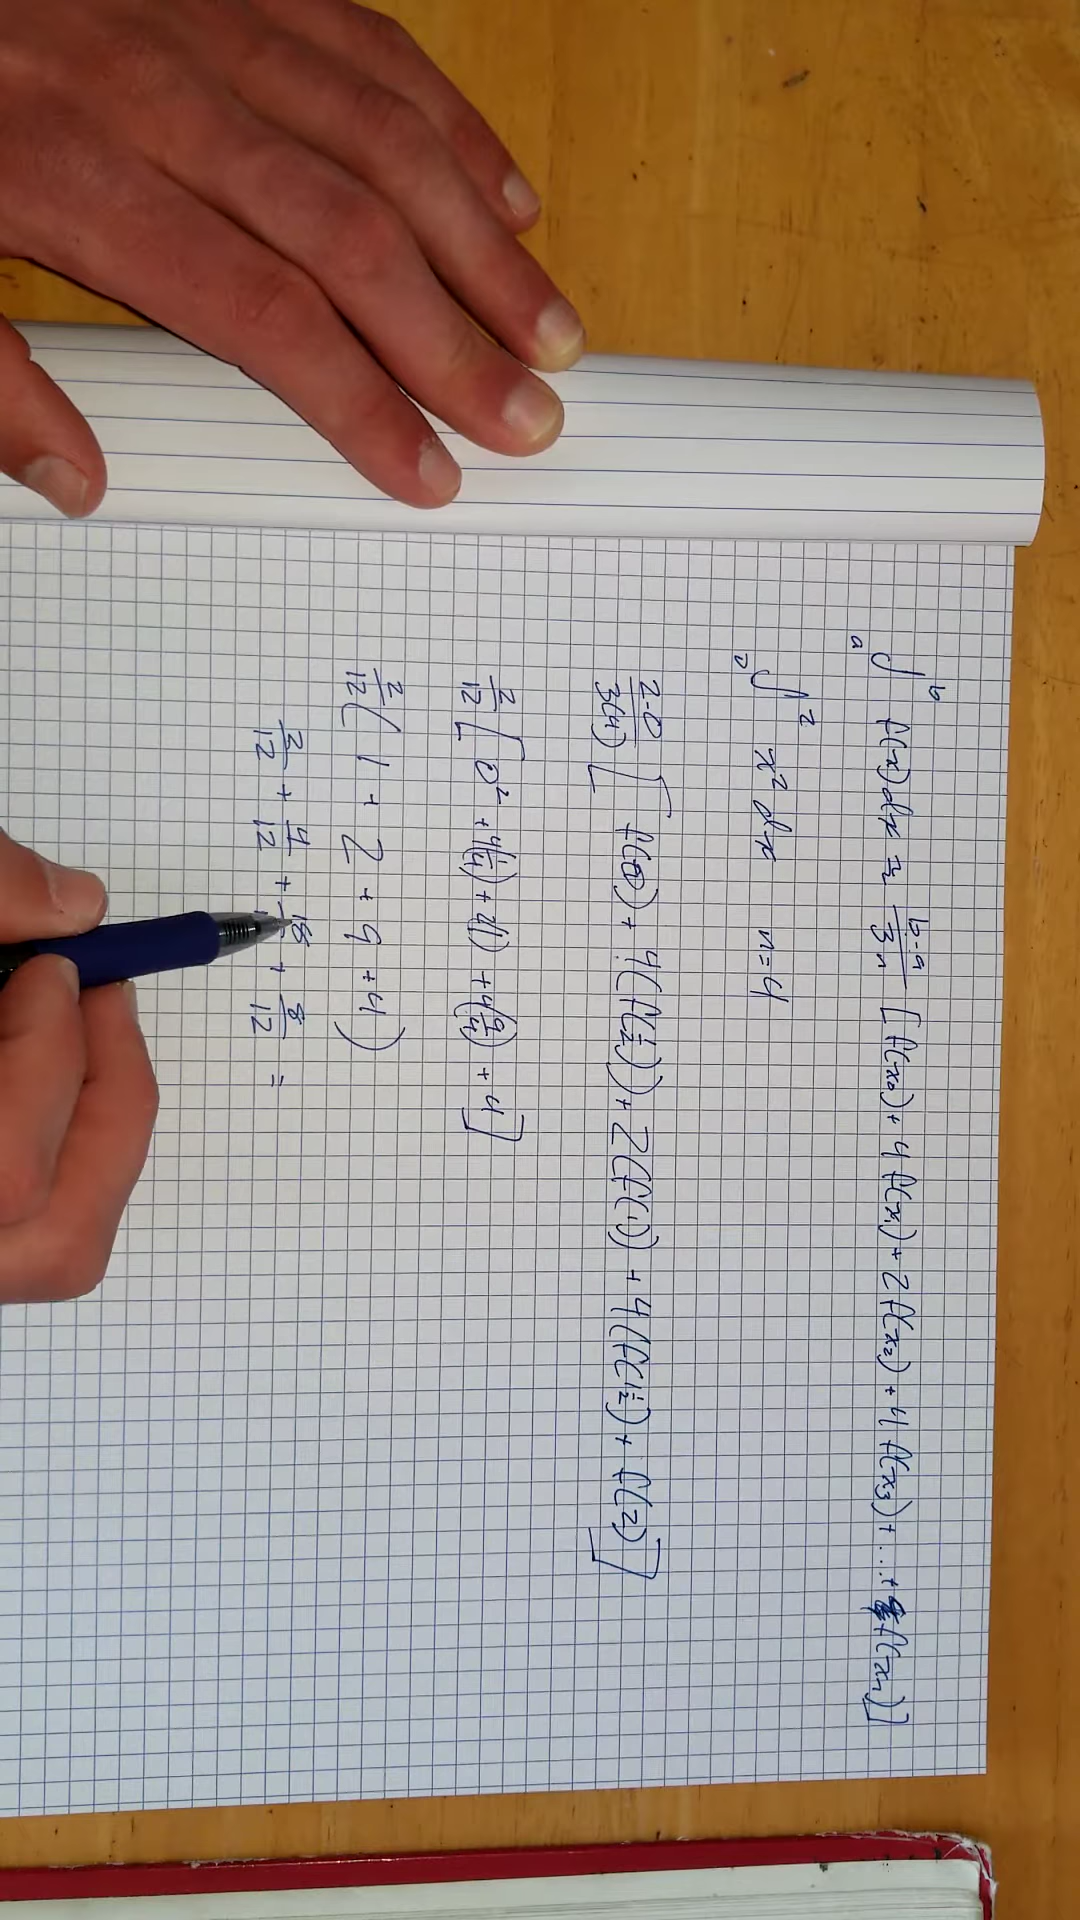 ∫_a^b f(x)dx ≈ b-a/3n [f(x₀) + 4f(x₁) + 2f(x₂) + 4f(x₃) + ... + f(xₙ)]
∫_0^2 x² dx n=4
2-0/3(4) [f(0) + 4(f(1/2)) + 2(f(1)) + 4(f(1 1/2) + f(2)]
2/12 [0² + 4(1/4) + 2(1) + 4(9/4) + 4]
2/12 (1 + 2 + 9 + 4)
2/12 + 4/12 + 18/ + 8/12 =